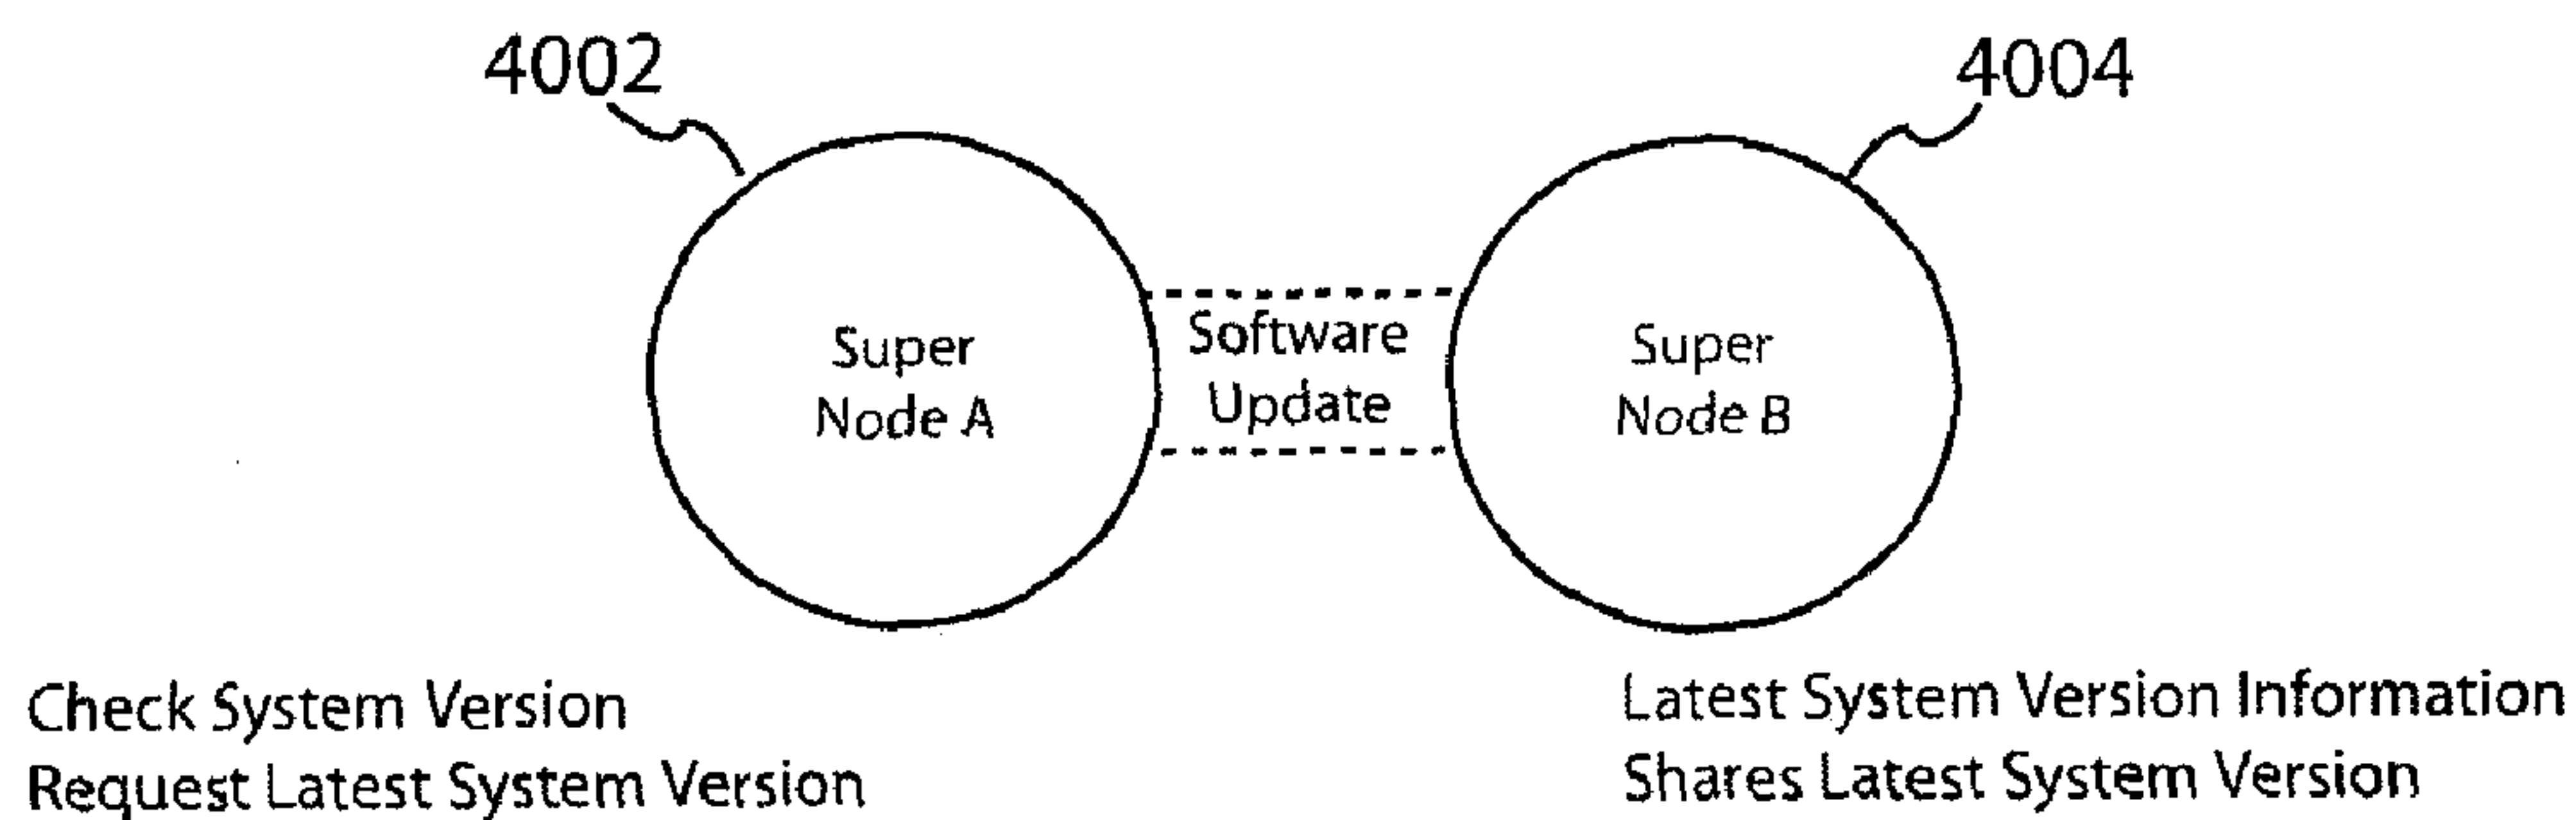 4002
4004
Super
Node A
Software
Update
Super
Node B
Check System Version
Request Latest System Version
Latest System Version Information
Shares Latest System Version